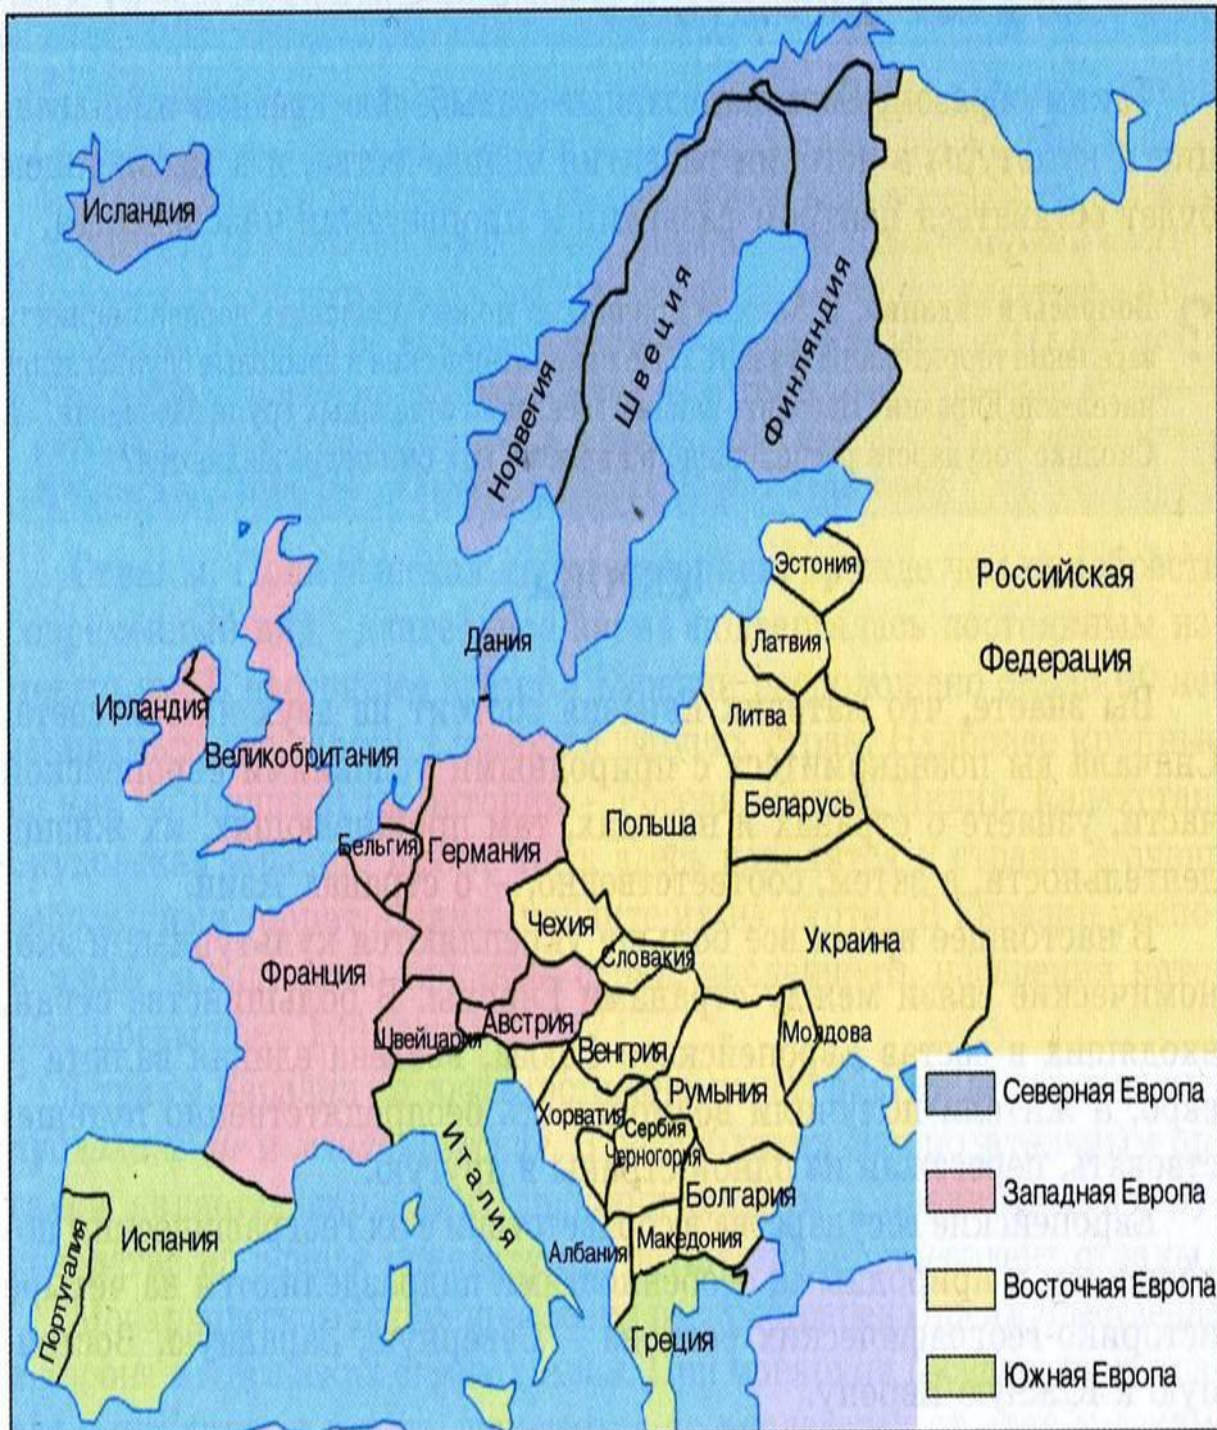 Исландия
Норвегия
Швеция
Финляндия
Эстония
Российская
Федерация
Латвия
Дания
Литва
Ирландия
Великобритания
Беларусь
Польша
Бельгия
Германия
Чехия
Словакия
Украина
Франция
Швейцария
Австрия
Венгрия
Молдова
Румыния
Хорватия
Сербия
Черногория
Болгария
Италия
Испания
Португалия
Албания
Македония
Греция
Северная Европа
Западная Европа
Восточная Европа
Южная Европа